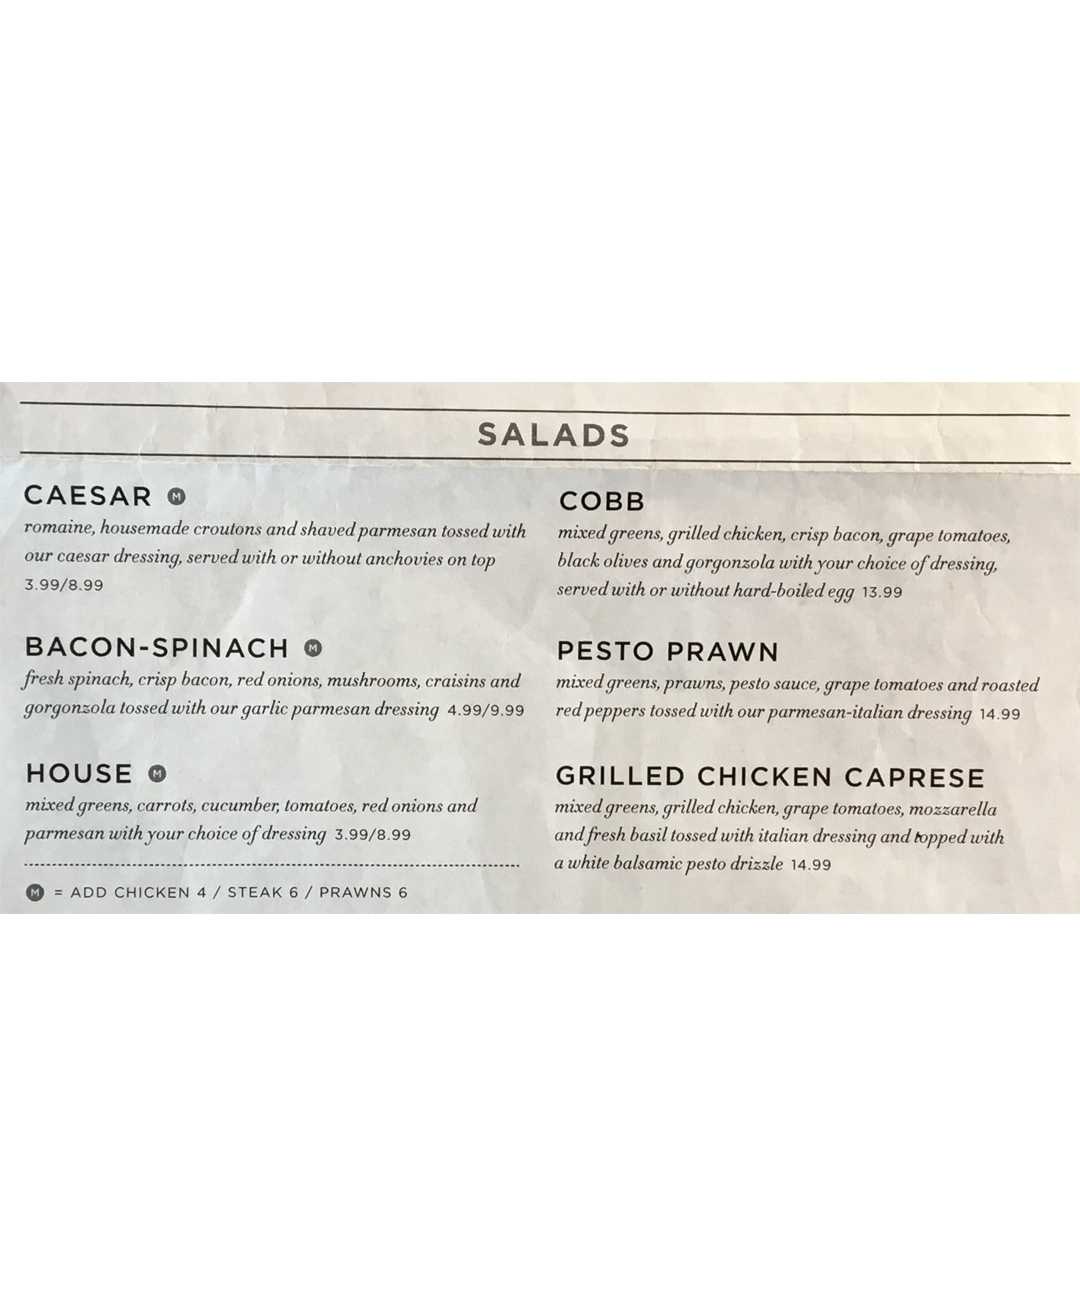 SALADS
CAESAR M
romaine, housemade croutons and shaved parmesan tossed with
our caesar dressing, served with or without anchovies on top
3.99/8.99
BACON-SPINACH M
fresh spinach, crisp bacon, red onions, mushrooms, craisins and
gorgonzola tossed with our garlic parmesan dressing 4.99/9.99
HOUSE M
mixed greens, carrots, cucumber, tomatoes, red onions and
parmesan with your choice of dressing 3.99/8.99
M = ADD CHICKEN 4 / STEAK 6 / PRAWNS 6
COBB
mixed greens, grilled chicken, crisp bacon, grape tomatoes,
black olives and gorgonzola with your choice of dressing,
served with or without hard-boiled egg 13.99
PESTO PRAWN
mixed greens, prawns, pesto sauce, grape tomatoes and roasted
red peppers tossed with our parmesan-italian dressing 14.99
GRILLED CHICKEN CAPRESE
mixed greens, grilled chicken, grape tomatoes, mozzarella
and fresh basil tossed with italian dressing and topped with
a white balsamic pesto drizzle 14.99